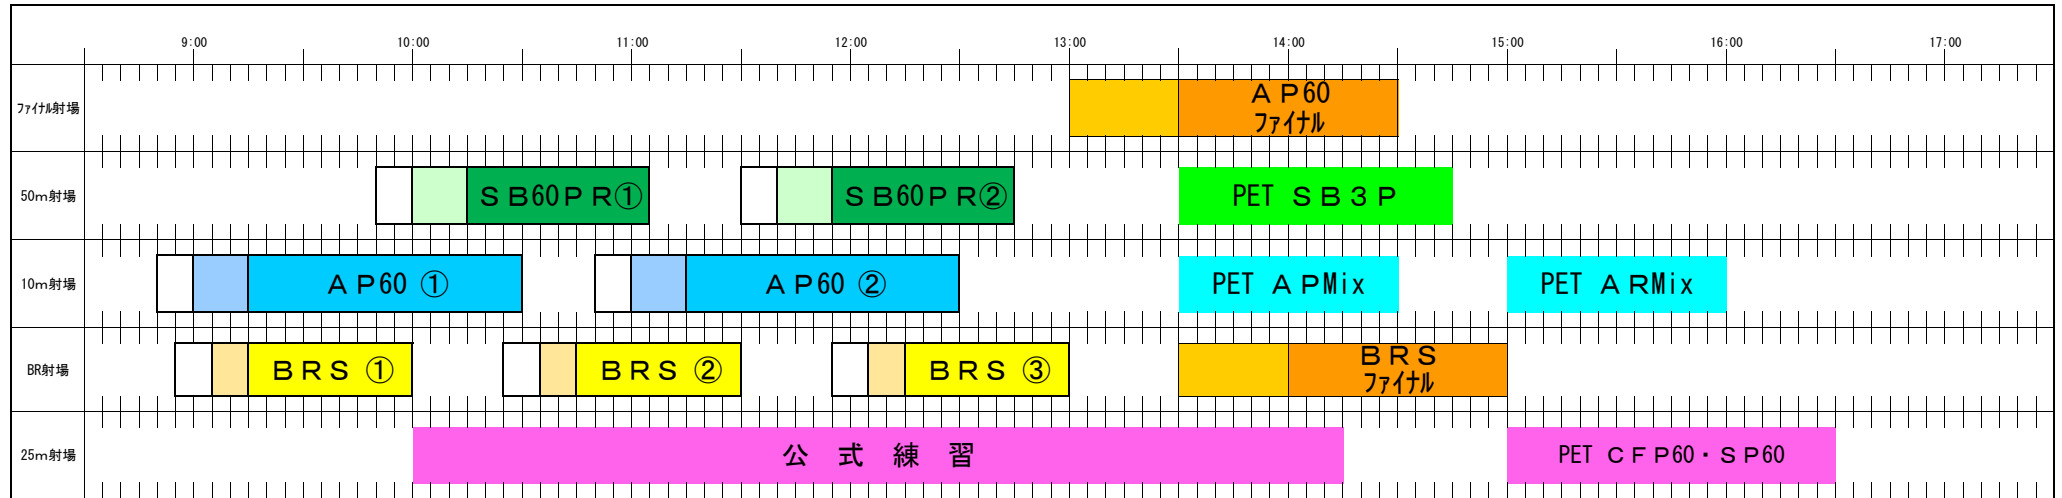 9:00 10:00 11:00 12:00 13:00 14:00 15:00 16:00 17:00
ﾌｧｲﾅﾙ射場
ＡＰ60
ﾌｧｲﾅﾙ
50ｍ射場
ＳＢ60ＰＲ①
ＳＢ60ＰＲ②
PET ＳＢ３Ｐ
10ｍ射場
ＡＰ60 ①
ＡＰ60 ②
PET ＡＰMix
PET ＡＲMix
BR射場
ＢＲＳ ①
ＢＲＳ ②
ＢＲＳ ③
ＢＲＳ
ﾌｧｲﾅﾙ
25ｍ射場
公　式　練　習
PET ＣＦＰ60・ＳＰ60